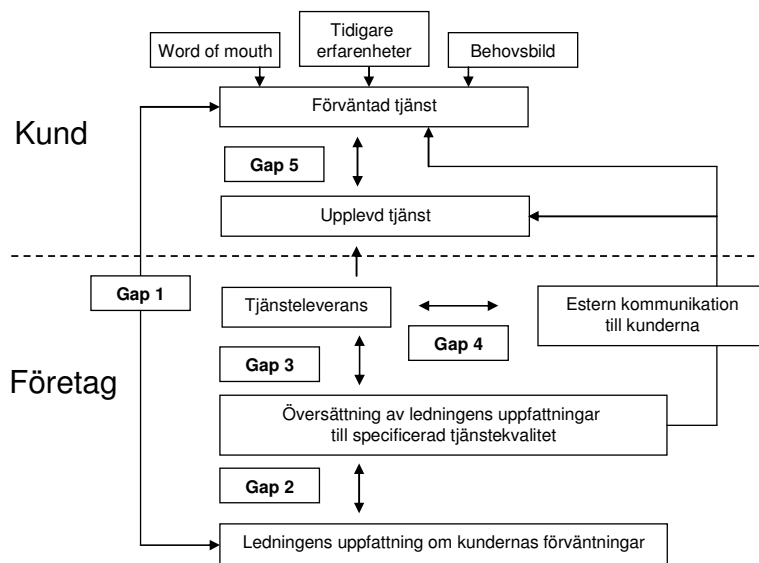 Tidigare
erfarenheter
Word of mouth
Behovsbild
Förväntad tjänst
Kund
Gap 5
Upplevd tjänst
Gap 1
Tjänsteleverans
Estern kommunikation
till kunderna
Gap 4
Gap 3
Företag
Översättning av ledningens uppfattningar
till specificerad tjänstekvalitet
Gap 2
Ledningens uppfattning om kundernas förväntningar